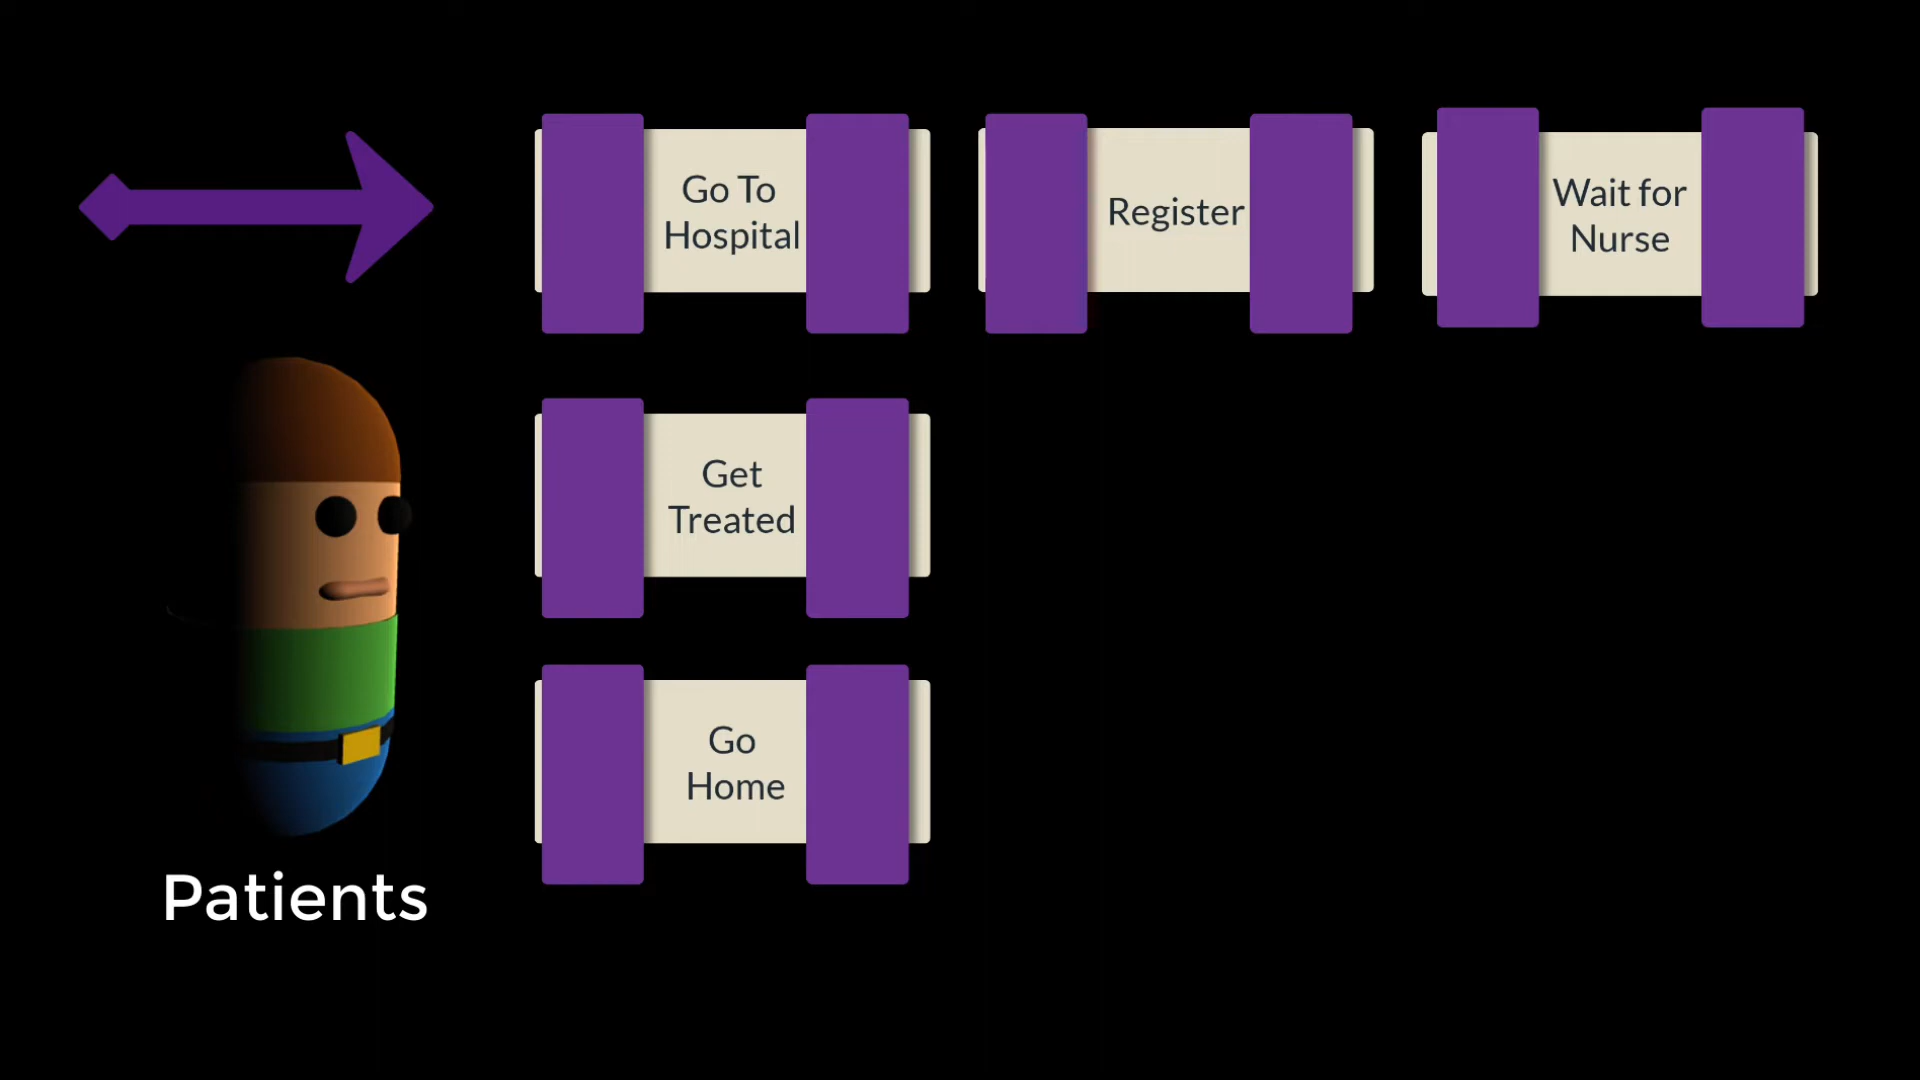 Go To
Hospital
Register
Wait for
Nurse
Get
Treated
Go
Home
Patients